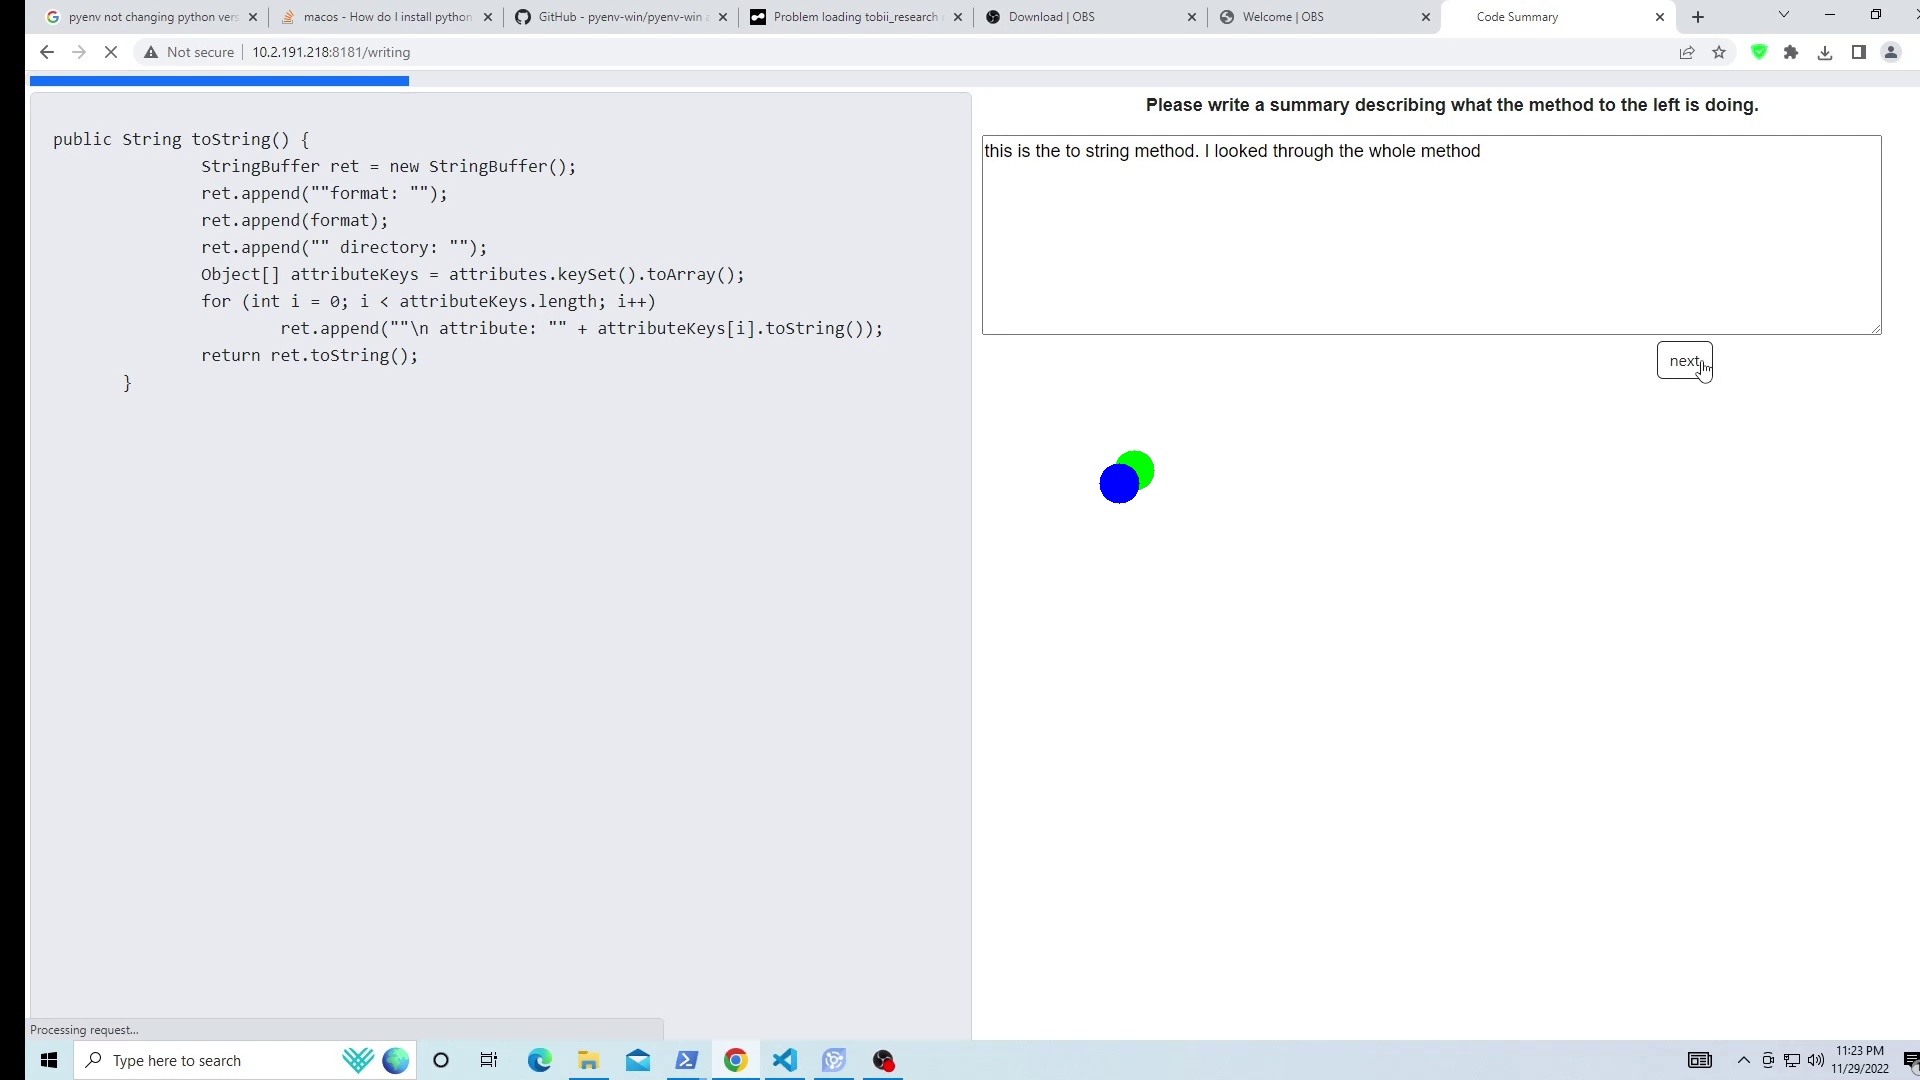 pyenv not changing python vers
macos - How do I install python
GitHub - pyenv-win/pyenv-win a
Problem loading tobii_research
Download | OBS
Welcome | OBS
Code Summary
Not secure
10.2.191.218:8181/writing
Please write a summary describing what the method to the left is doing.
this is the to string method. I looked through the whole method
next
public String toString() {
StringBuffer ret = new StringBuffer();
ret.append(""format: "");
ret.append(format);
ret.append("" directory: "");
Object[] attributeKeys = attributes.keySet().toArray();
for (int i = 0; i < attributeKeys.length; i++)
ret.append(""\n attribute: "" + attributeKeys[i].toString());
return ret.toString();
}
Processing request...
Type here to search
11:23 PM
11/29/2022